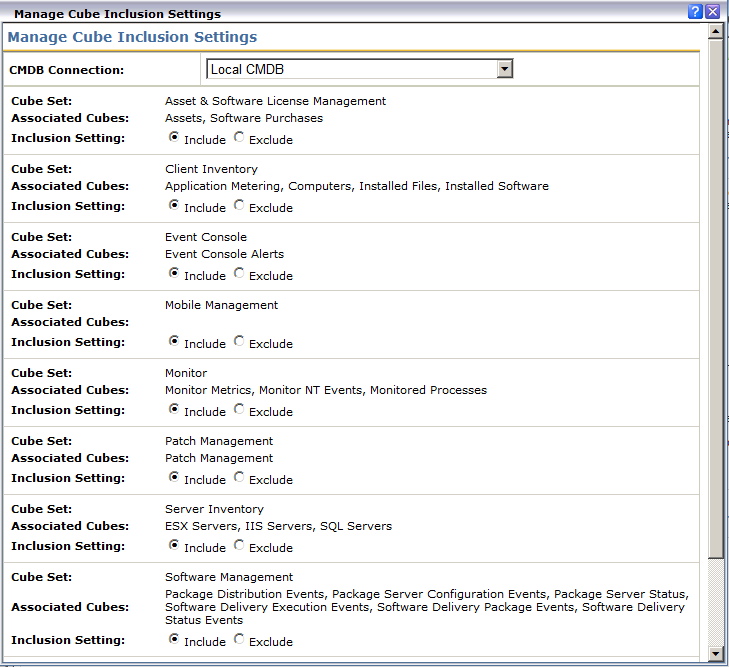 Manage Cube Inclusion Settings
Manage Cube Inclusion Settings
CMDB Connection: Local CMDB
Cube Set: Asset & Software License Management
Associated Cubes: Assets, Software Purchases
Inclusion Setting: Include Exclude
Cube Set: Client Inventory
Associated Cubes: Application Metering, Computers, Installed Files, Installed Software
Inclusion Setting: Include Exclude
Cube Set: Event Console
Associated Cubes: Event Console Alerts
Inclusion Setting: Include Exclude
Cube Set: Mobile Management
Associated Cubes:
Inclusion Setting: Include Exclude
Cube Set: Monitor
Associated Cubes: Monitor Metrics, Monitor NT Events, Monitored Processes
Inclusion Setting: Include Exclude
Cube Set: Patch Management
Associated Cubes: Patch Management
Inclusion Setting: Include Exclude
Cube Set: Server Inventory
Associated Cubes: ESX Servers, IIS Servers, SQL Servers
Inclusion Setting: Include Exclude
Cube Set: Software Management
Package Distribution Events, Package Server Configuration Events, Package Server Status,
Associated Cubes: Software Delivery Execution Events, Software Delivery Package Events, Software Delivery
Status Events
Inclusion Setting: Include Exclude